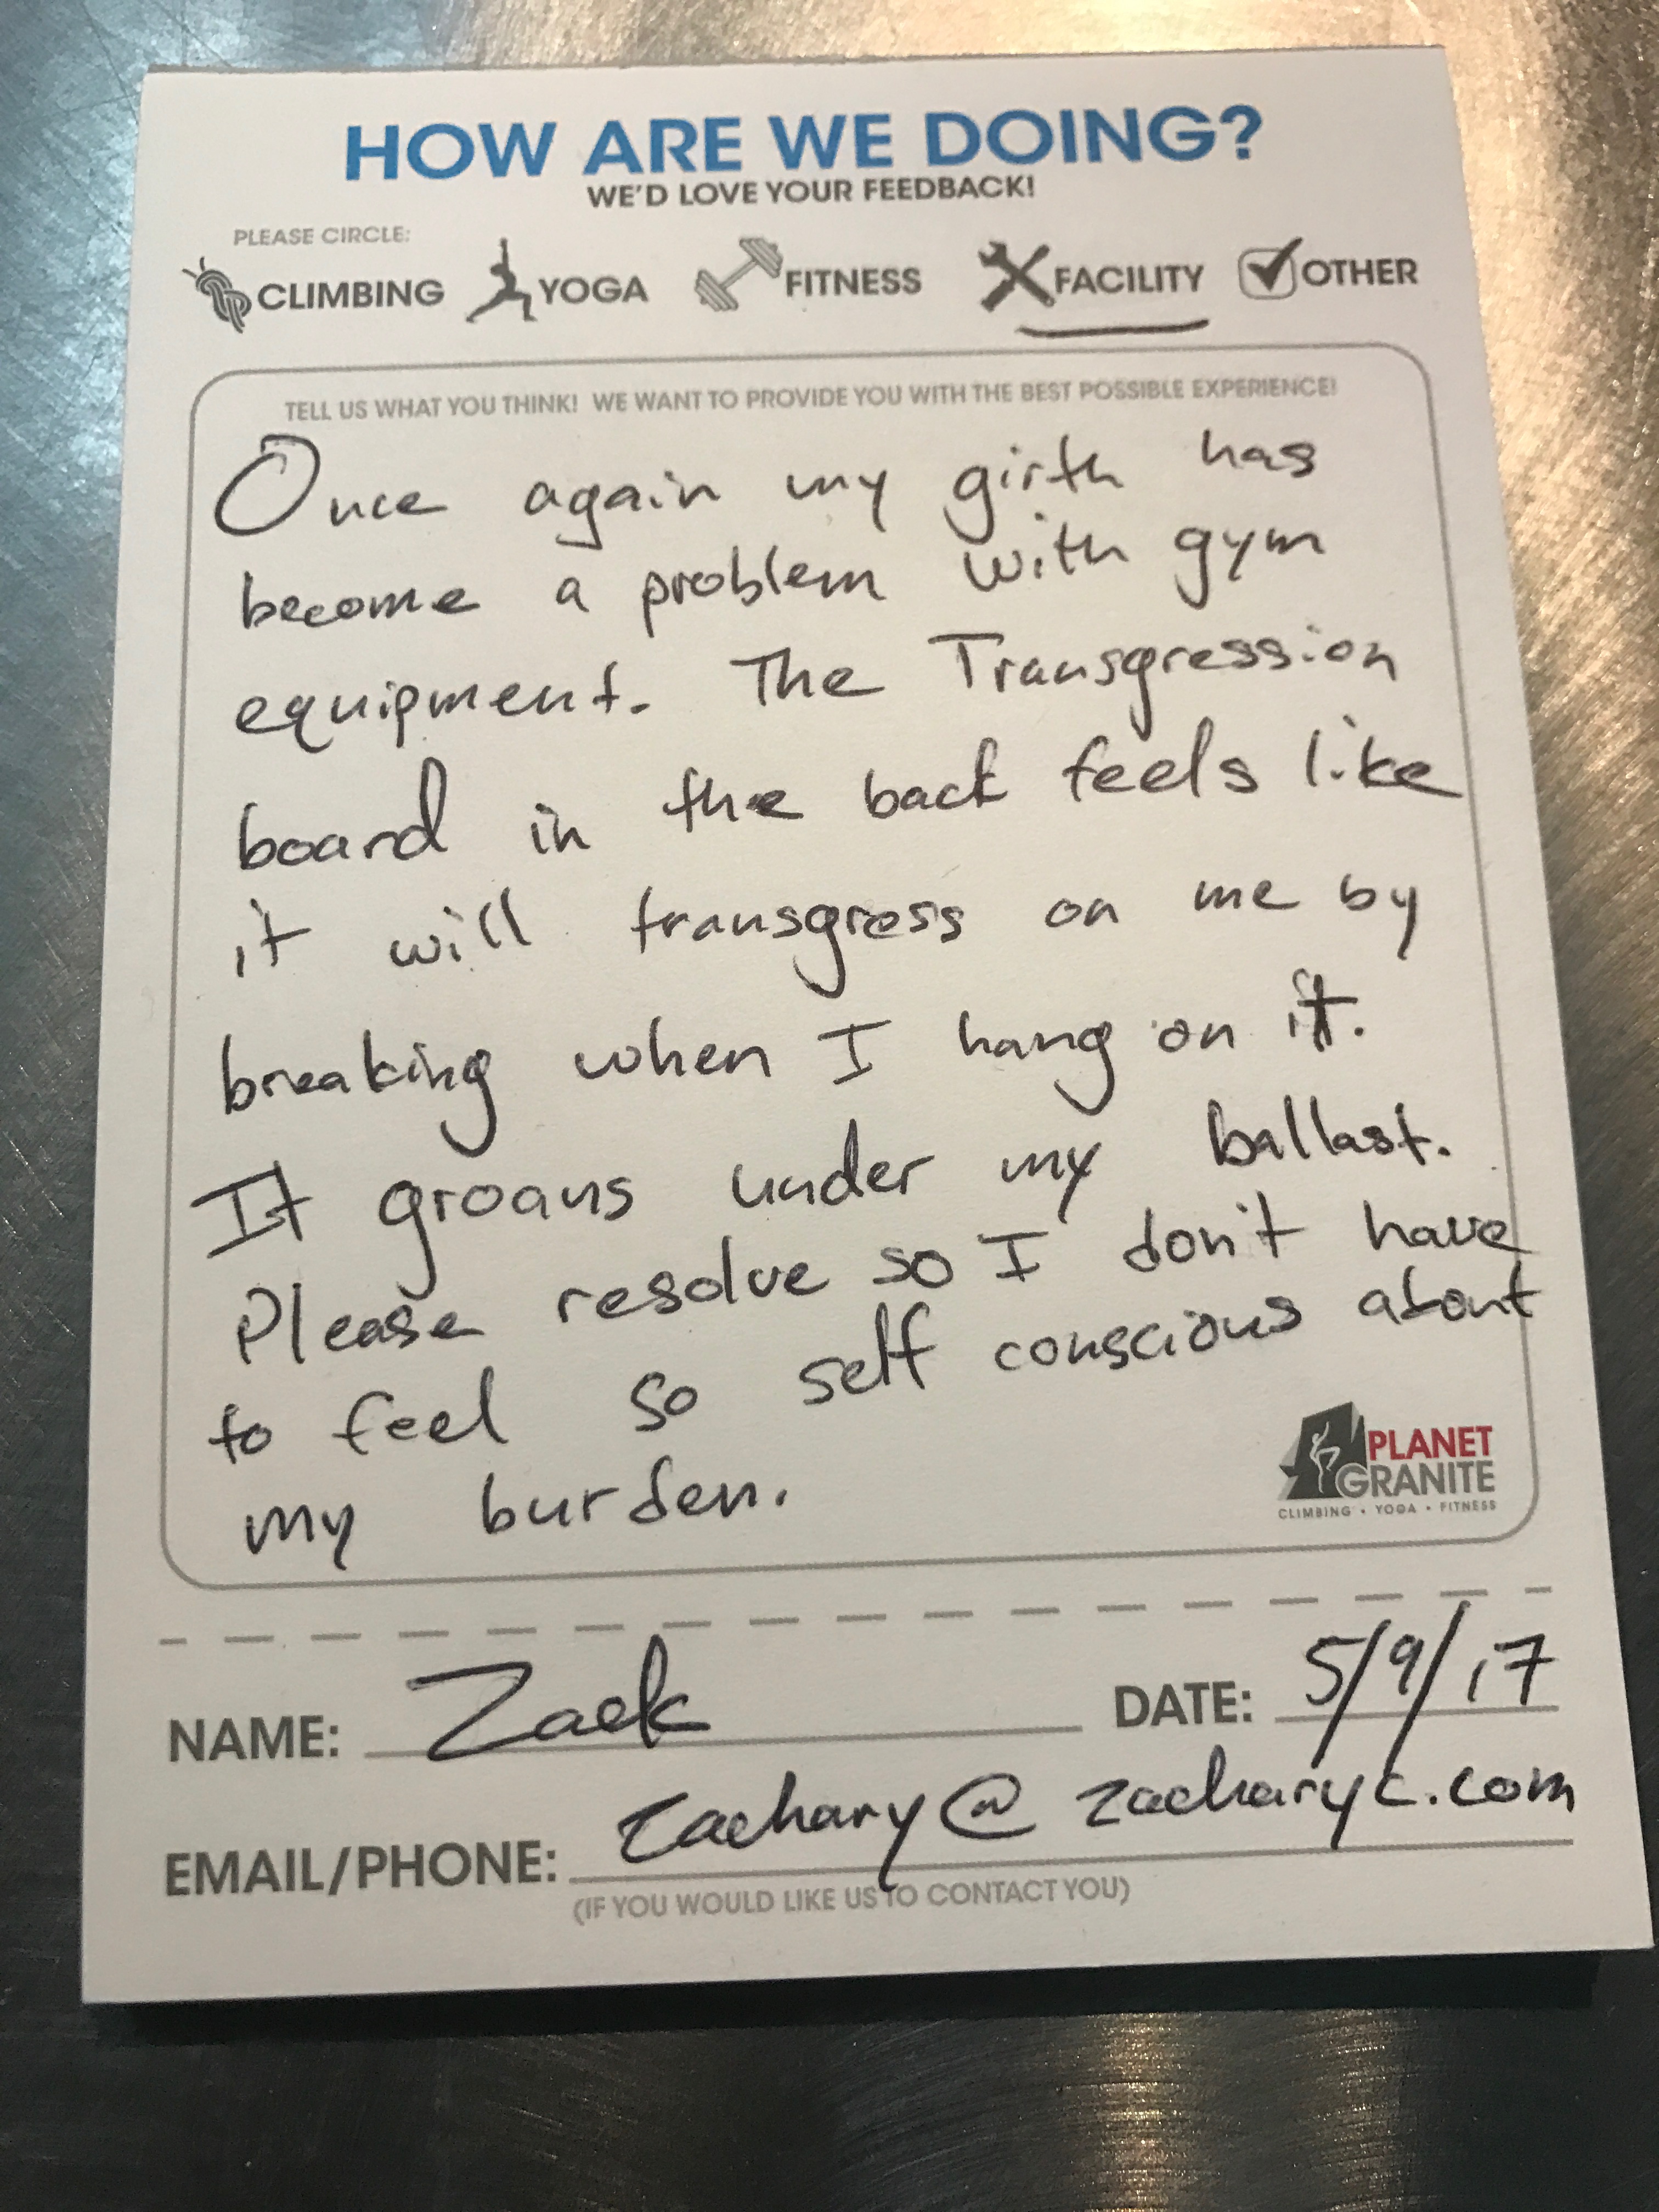 HOW ARE WE DOING?
WE'D LOVE YOUR FEEDBACK!
PLEASE CIRCLE:
CLIMBING YOGA FITNESS FACILITY OTHER
TELL US WHAT YOU THINK! WE WANT TO PROVIDE YOU WITH THE BEST POSSIBLE EXPERIENCE!
Once again my girth has
become a problem with gym
equipment. The Transgression
board in the back feels like
it will transgress on me by
breaking when I hang on it.
It groans under my ballast.
Please resolve so I don't have
to feel so self conscious about
my burden.
PLANET
GRANITE
CLIMBING • YOGA • FITNESS
NAME: Zack DATE: 5/9/17
EMAIL/PHONE: zachary@zacharyc.com
(IF YOU WOULD LIKE US TO CONTACT YOU)